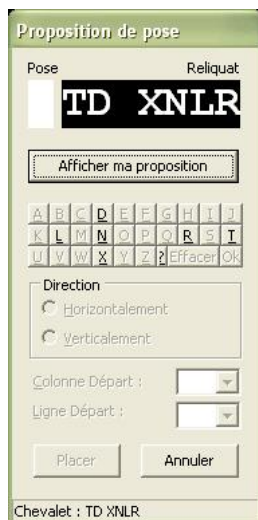 Proposition de pose
Pose Reliquat
TD XNLR
Afficher ma proposition
A B C D E F G H I J
K L M N O P Q R S T
U V W X Y Z ? Effacer Ok
Direction
Horizontalement
Verticalement
Colonne Départ :
Ligne Départ :
Placer Annuler
Chevalet : TD XNLR